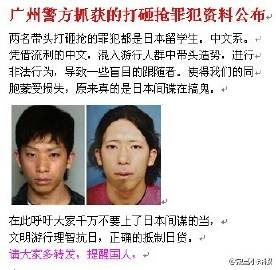 广州警方抓获的打砸抢罪犯资料公布
两名带头打砸抢的罪犯都是日本留学生，中文系。
凭借流利的中文，混入游行人群中带头造势，进行
非法行为，导致一些盲目的跟随者。使得我们的同
胞蒙受损失，原来真的是日本间谍在搞鬼。
在此呼吁大家千万不要上了日本间谍的当，
文明游行理智抗日，正确的抵制日货。
请大家多转发，提醒国人，